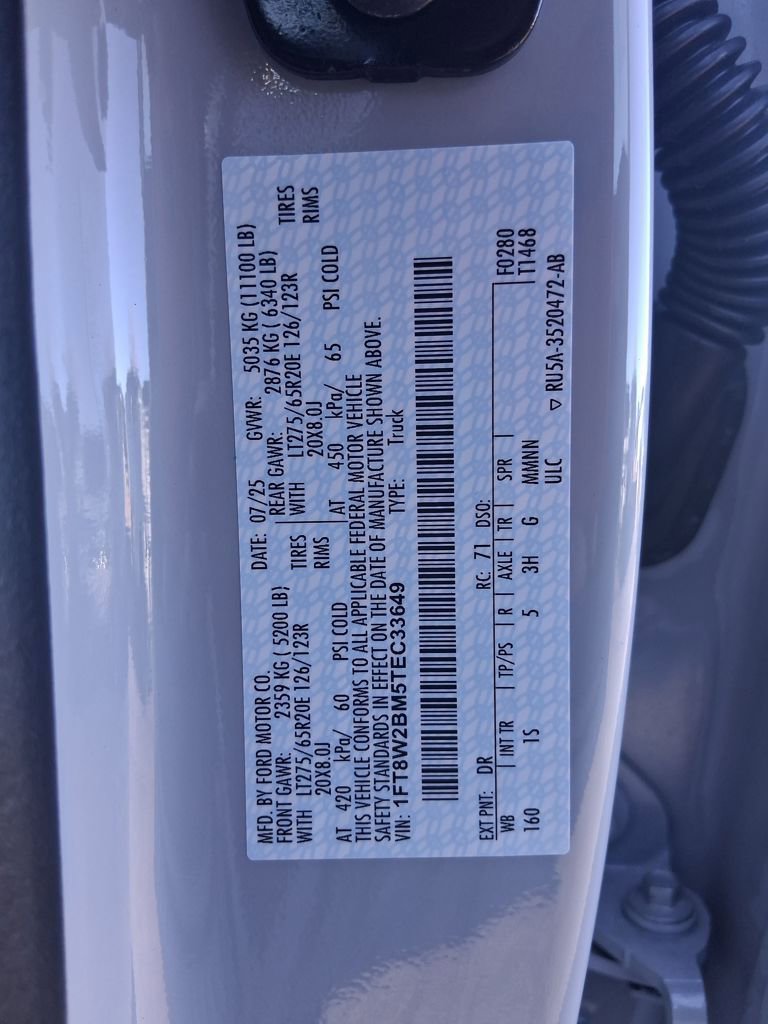 MFD. BY FORD MOTOR CO.
DATE: 07/25 GVWR: 5035 KG (11100 LB)
FRONT GAWR: 2359 KG ( 5200 LB)
REAR GAWR: 2876 KG ( 6340 LB)
WITH LT275/65R20E 126/123R TIRES
WITH LT275/65R20E 126/123R TIRES
20X8.0J RIMS
20X8.0J RIMS
AT 420 kPa/ 60 PSI COLD
AT 450 kPa/ 65 PSI COLD
THIS VEHICLE CONFORMS TO ALL APPLICABLE FEDERAL MOTOR VEHICLE
SAFETY STANDARDS IN EFFECT ON THE DATE OF MANUFACTURE SHOWN ABOVE.
VIN: 1FT8W2BM5TEC33649 TYPE: Truck
EXT PNT: DR RC: 71 DSO:
WB INT TR TP/PS R AXLE TR SPR F0280
160 1S 5 3H G MMMNN T1468
ULC ▽ RU5A-3520472-AB